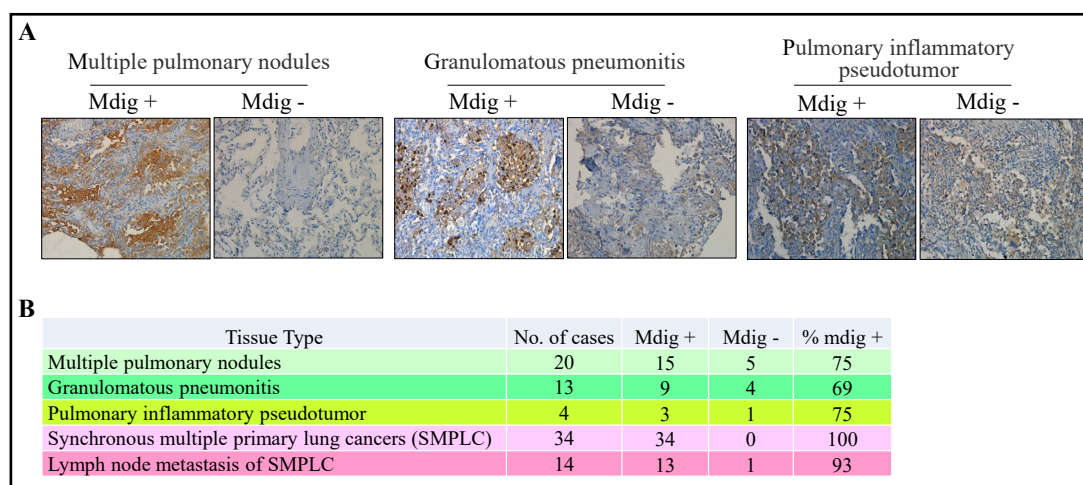 A
Multiple pulmonary nodules
Granulomatous pneumonitis
Pulmonary inflammatory
pseudotumor
Mdig + Mdig -
Mdig + Mdig -
Mdig + Mdig -
B
Tissue Type No. of cases Mdig + Mdig - % mdig +
Multiple pulmonary nodules 20 15 5 75
Granulomatous pneumonitis 13 9 4 69
Pulmonary inflammatory pseudotumor 4 3 1 75
Synchronous multiple primary lung cancers (SMPLC) 34 34 0 100
Lymph node metastasis of SMPLC 14 13 1 93